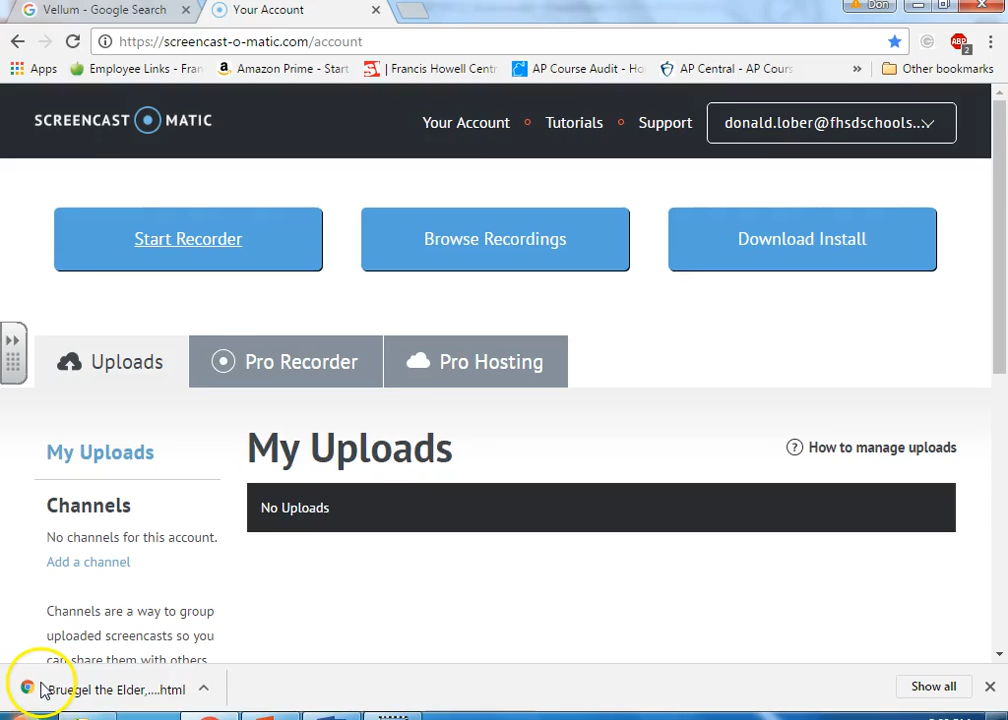 Vellum - Google Search
Your Account
Don
https://screencast-o-matic.com/account
ABP
2
Apps
Employee Links - Fran
Amazon Prime - Start
| Francis Howell Centr
AP Course Audit - Ho
AP Central - AP Cours
»
Other bookmarks
SCREENCAST MATIC
Your Account
Tutorials
Support
donald.lober@fhsdschools...
Start Recorder
Browse Recordings
Download Install
Uploads
Pro Recorder
Pro Hosting
My Uploads
My Uploads
? How to manage uploads
Channels
No Uploads
No channels for this account.
Add a channel
Channels are a way to group
uploaded screencasts so you
can share them with others
Bruegel the Elder,....html
Show all